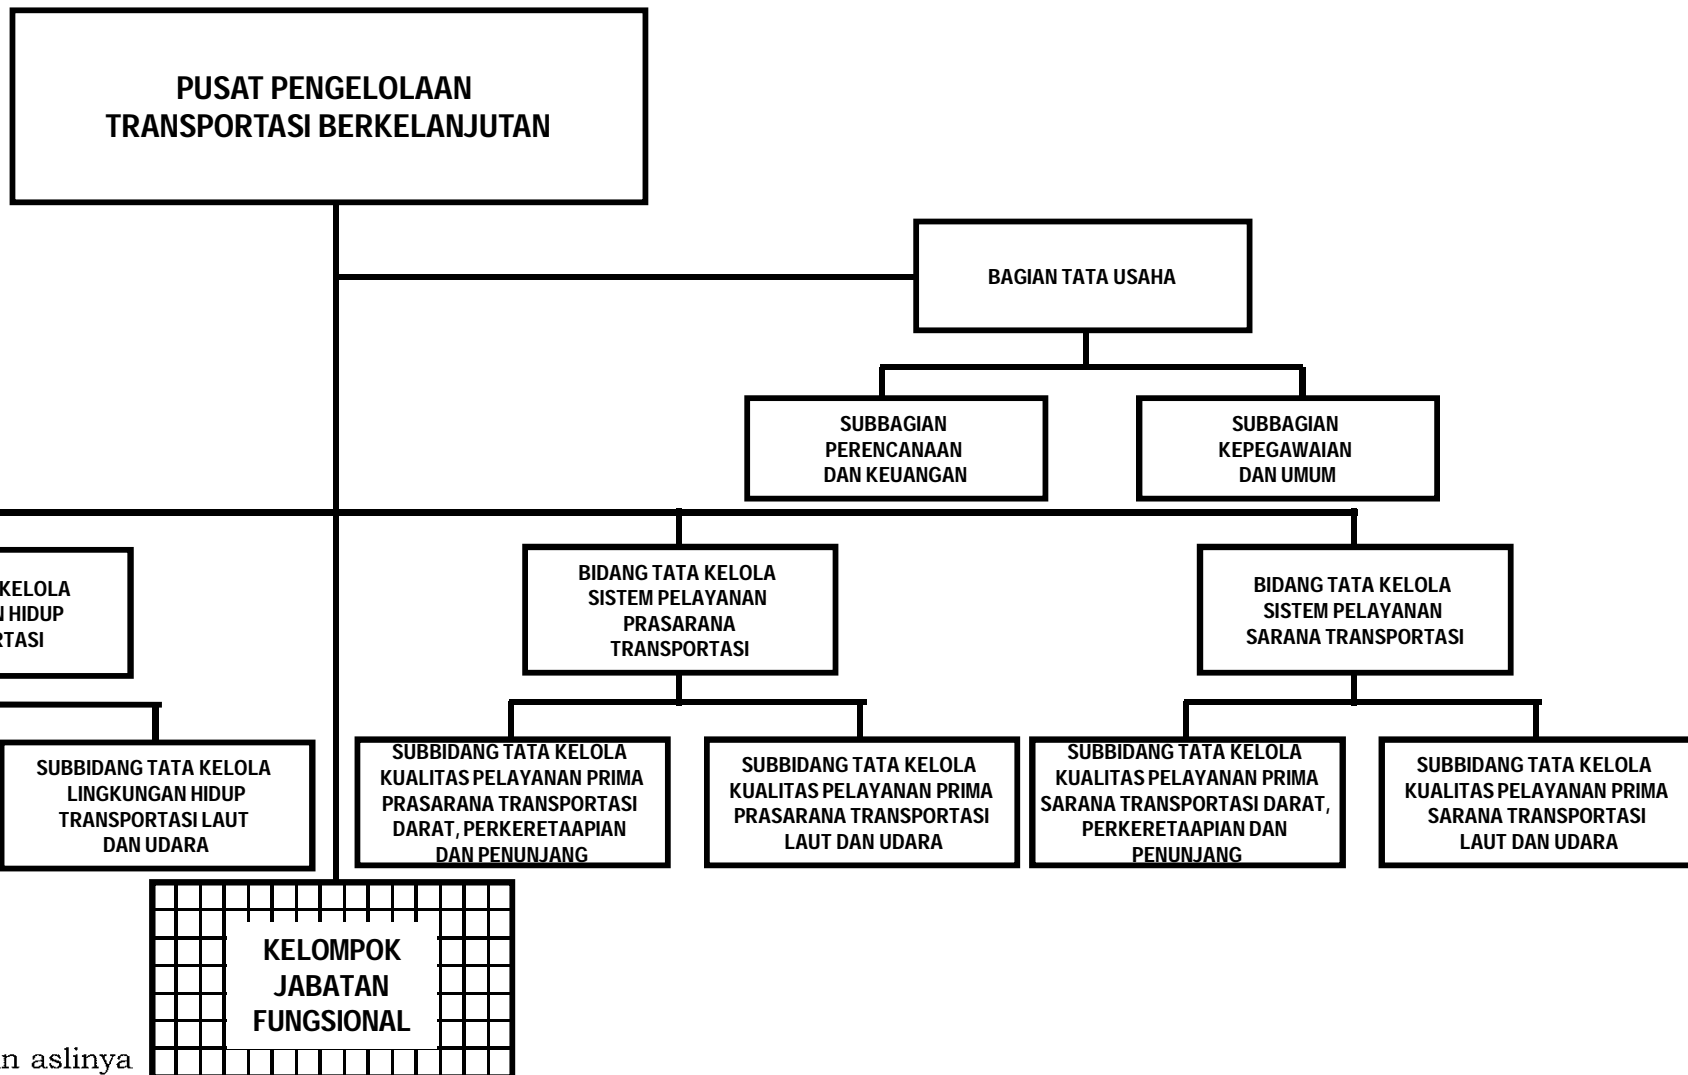 PUSAT PENGELOLAAN
TRANSPORTASI BERKELANJUTAN
BAGIAN TATA USAHA
SUBBAGIAN
PERENCANAAN
DAN KEUANGAN
SUBBAGIAN
KEPEGAWAIAN
DAN UMUM
KELOLA
HIDUP
BIDANG TATA KELOLA
SISTEM PELAYANAN
PRASARANA
TRANSPORTASI
BIDANG TATA KELOLA
SISTEM PELAYANAN
SARANA TRANSPORTASI
SUBBIDANG TATA KELOLA
LINGKUNGAN HIDUP
TRANSPORTASI LAUT
DAN UDARA
SUBBIDANG TATA KELOLA
KUALITAS PELAYANAN PRIMA
PRASARANA TRANSPORTASI
DARAT, PERKERETAAPIAN
DAN PENUNJANG
SUBBIDANG TATA KELOLA
KUALITAS PELAYANAN PRIMA
PRASARANA TRANSPORTASI
LAUT DAN UDARA
SUBBIDANG TATA KELOLA
KUALITAS PELAYANAN PRIMA
SARANA TRANSPORTASI DARAT,
PERKERETAAPIAN DAN
PENUNJANG
SUBBIDANG TATA KELOLA
KUALITAS PELAYANAN PRIMA
SARANA TRANSPORTASI
LAUT DAN UDARA
KELOMPOK
JABATAN
FUNGSIONAL
aslinya